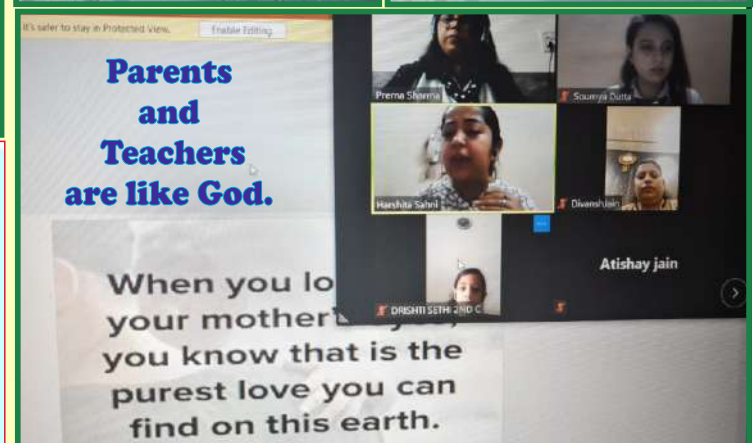 It's safer to stay in Protected View.
Enable Editing
Parents
and
Teachers
are like God.
Prerna Sharma
Soumya Dutta
Harshita Sahni
Divanshi Jain
Atishay jain
DRISHTI SETHI 2ND C
When you lo
your mother'
you know that is the
purest love you can
find on this earth.